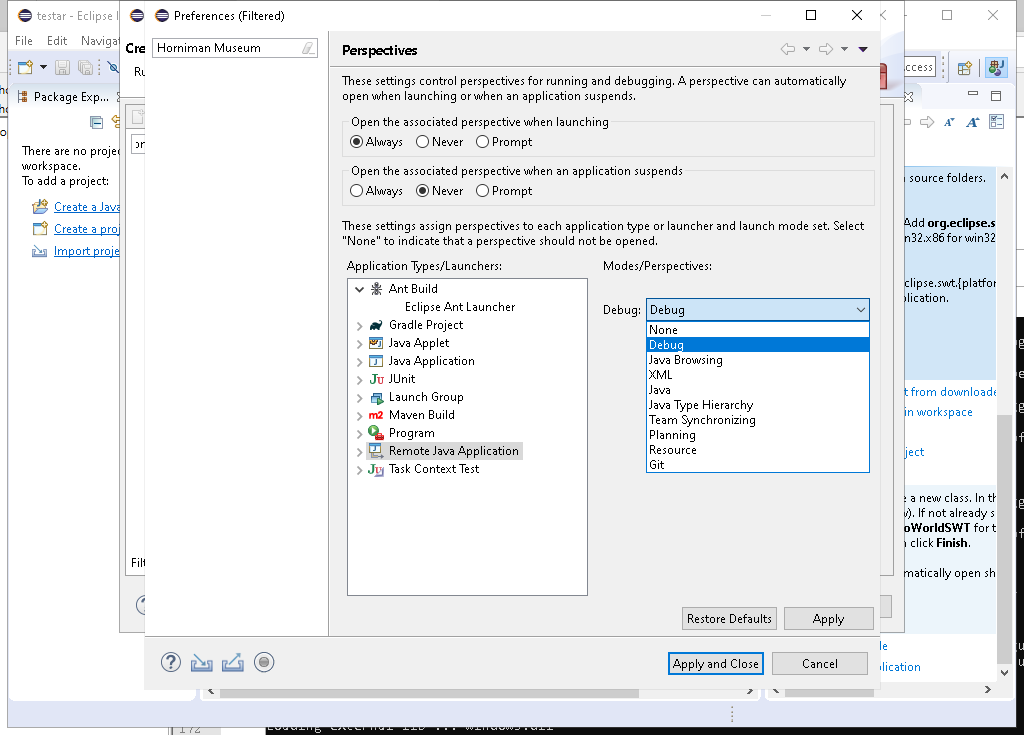 testar - Eclipse I
Preferences (Filtered)
File Edit Navigat
Cre
Ru
Horniman Museum
Perspectives
ccess
Package Exp...
These settings control perspectives for running and debugging. A perspective can automatically
open when launching or when an application suspends.
Open the associated perspective when launching
Always Never Prompt
There are no projec
workspace.
To add a project:
Create a Java
Create a proj
Import proje
Open the associated perspective when an application suspends
Always Never Prompt
source folders.
These settings assign perspectives to each application type or launcher and launch mode set. Select
"None" to indicate that a perspective should not be opened.
Add org.eclipse.s
n32.x86 for win32
Application Types/Launchers:
Modes/Perspectives:
clipse.swt.{platfor
lication.
Ant Build
Eclipse Ant Launcher
Gradle Project
Java Applet
Java Application
JUnit
Launch Group
Maven Build
Program
Remote Java Application
Task Context Test
Debug: Debug
None
Debug
Java Browsing
XML
Java
Java Type Hierarchy
Team Synchronizing
Planning
Resource
Git
t from downloade
in workspace
ject
e a new class. In th
v). If not already s
oWorldSWT for t
n click Finish.
matically open sh
Filt
Restore Defaults Apply
le
plication
Apply and Close Cancel
172
Loading external lib ... windows.dll